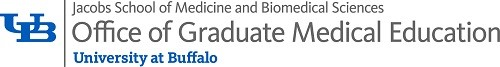 UB
Jacobs School of Medicine and Biomedical Sciences
Office of Graduate Medical Education
University at Buffalo